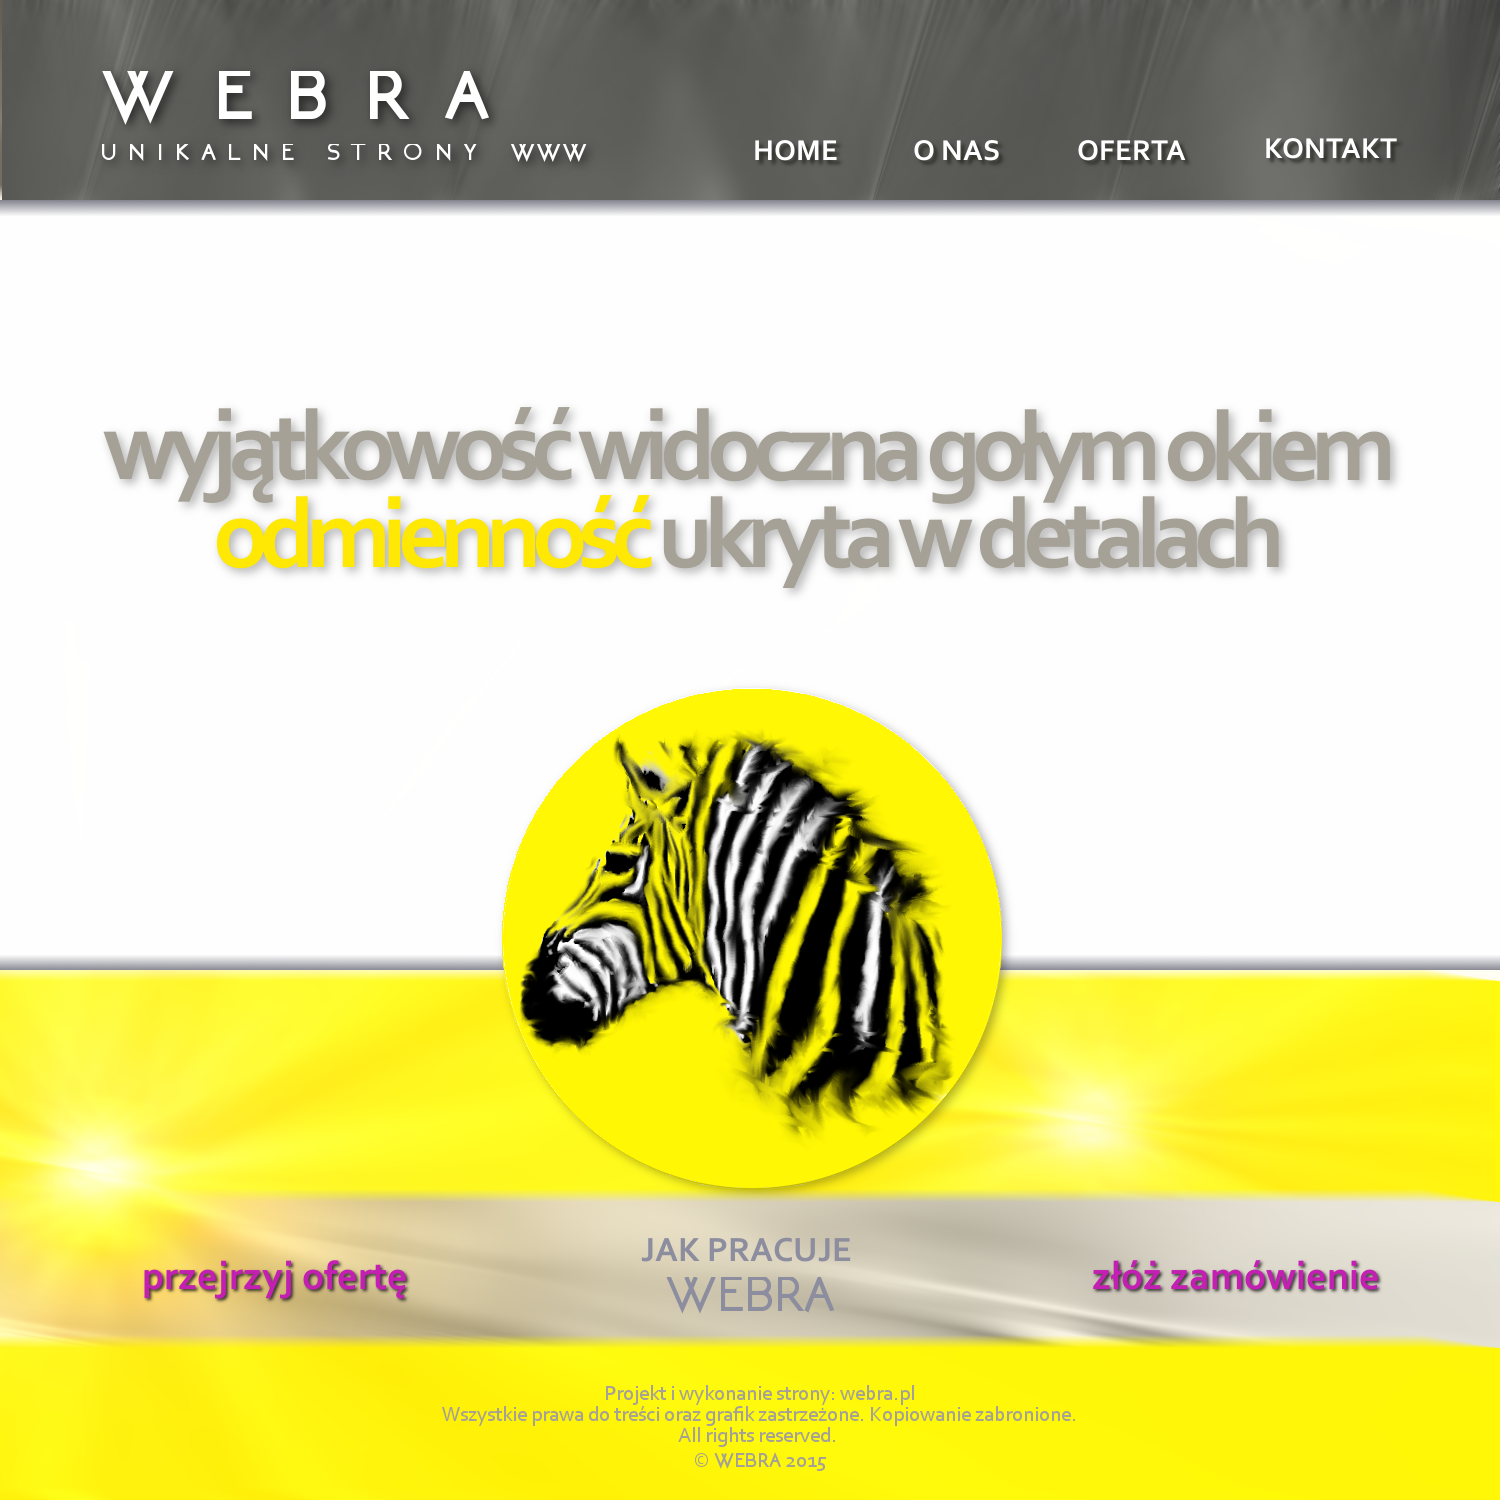 WEBRA
UNIKALNE STRONY WWW
HOME O NAS OFERTA KONTAKT
wyjątkowość widoczna gołym okiem
odmienność ukryta w detalach
przejrzyj ofertę
JAK PRACUJE
WEBRA
złóż zamówienie
Projekt i wykonanie strony: webra.pl
Wszystkie prawa do treści oraz grafik zastrzeżone. Kopiowanie zabronione.
All rights reserved.
© WEBRA 2015